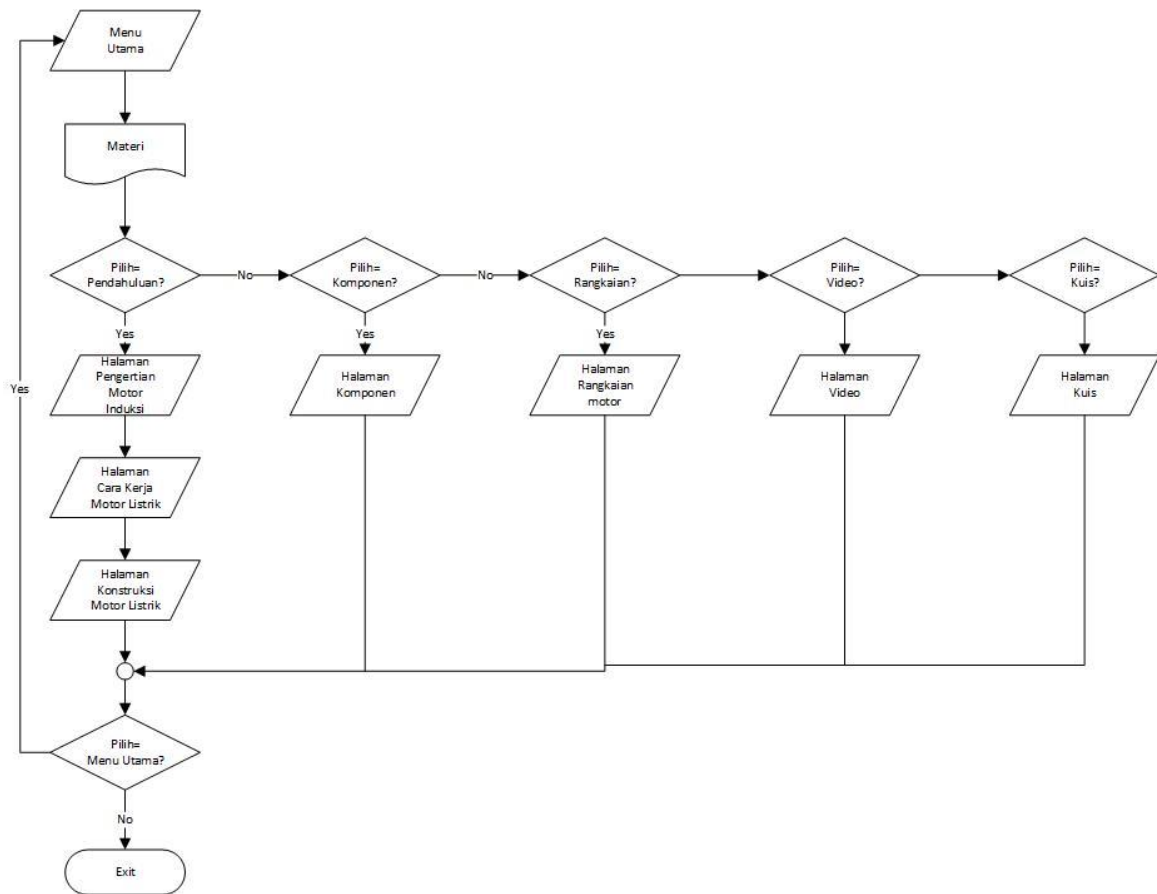 Menu
Utama
Materi
Pilih=
Pendahuluan?
No
Pilih=
Komponen?
No
Pilih=
Rangkaian?
Pilih=
Video?
Pilih=
Kuis?
Yes
Yes
Yes
Halaman
Pengertian
Motor
Induksi
Halaman
Komponen
Halaman
Rangkaian
motor
Halaman
Video
Halaman
Kuis
Yes
Halaman
Cara Kerja
Motor Listrik
Halaman
Konstruksi
Motor Listrik
Pilih=
Menu Utama?
No
Exit